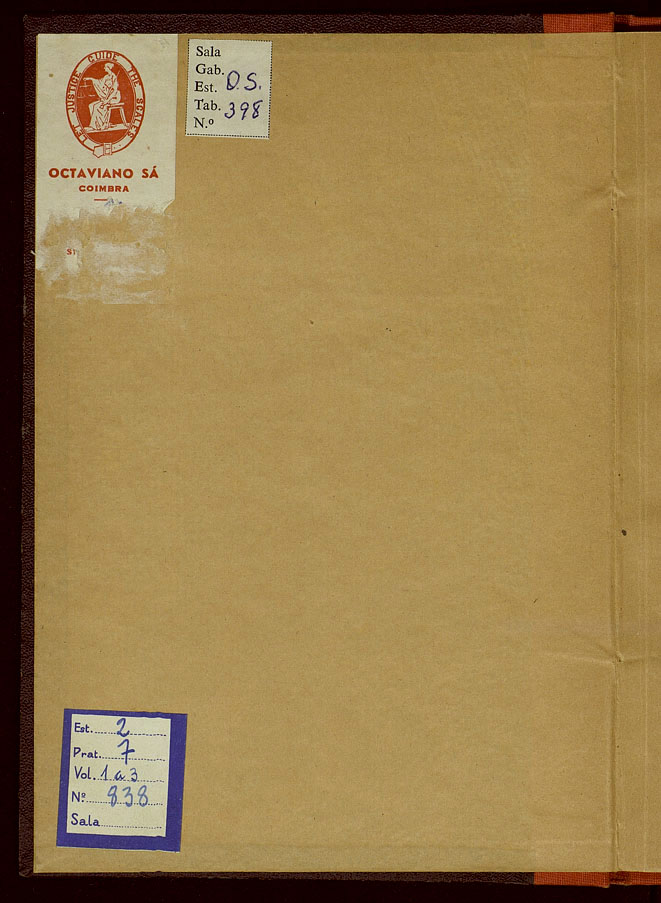 LET JUSTICE GUIDE THE SCALES
OCTAVIANO SÁ
COIMBRA
Sala
Gab.
Est. D. S.
Tab. 398
N.º
Est. 2
Prat. 7
Vol. 1 a 3
Nº 838
Sala